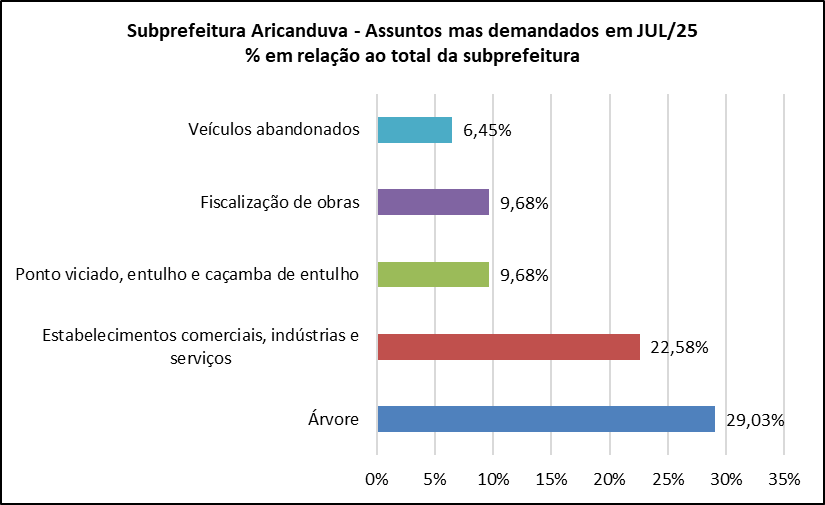 Subprefeitura Aricanduva - Assuntos mas demandados em JUL/25
% em relação ao total da subprefeitura
Veículos abandonados
6,45%
Fiscalização de obras
9,68%
Ponto viciado, entulho e caçamba de entulho
9,68%
Estabelecimentos comerciais, indústrias e
serviços
22,58%
Árvore
29,03%
0% 5% 10% 15% 20% 25% 30% 35%